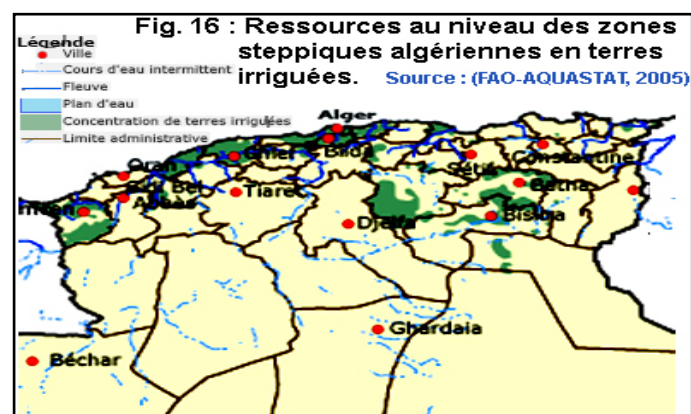 Fig. 16 : Ressources au niveau des zones
steppiques algériennes en terres
irriguées. Source : (FAO-AQUASTAT, 2005)
Légende
Ville
Cours d'eau intermittent
Fleuve
Plan d'eau
Concentration de terres irriguées
Limite administrative
Alger
Blida
Chlef
Constantine
Sétif
Oran
Sidi Bel
Abbès
Tiaret
Batna
Biskra
Djelfa
Ghardaia
Béchar